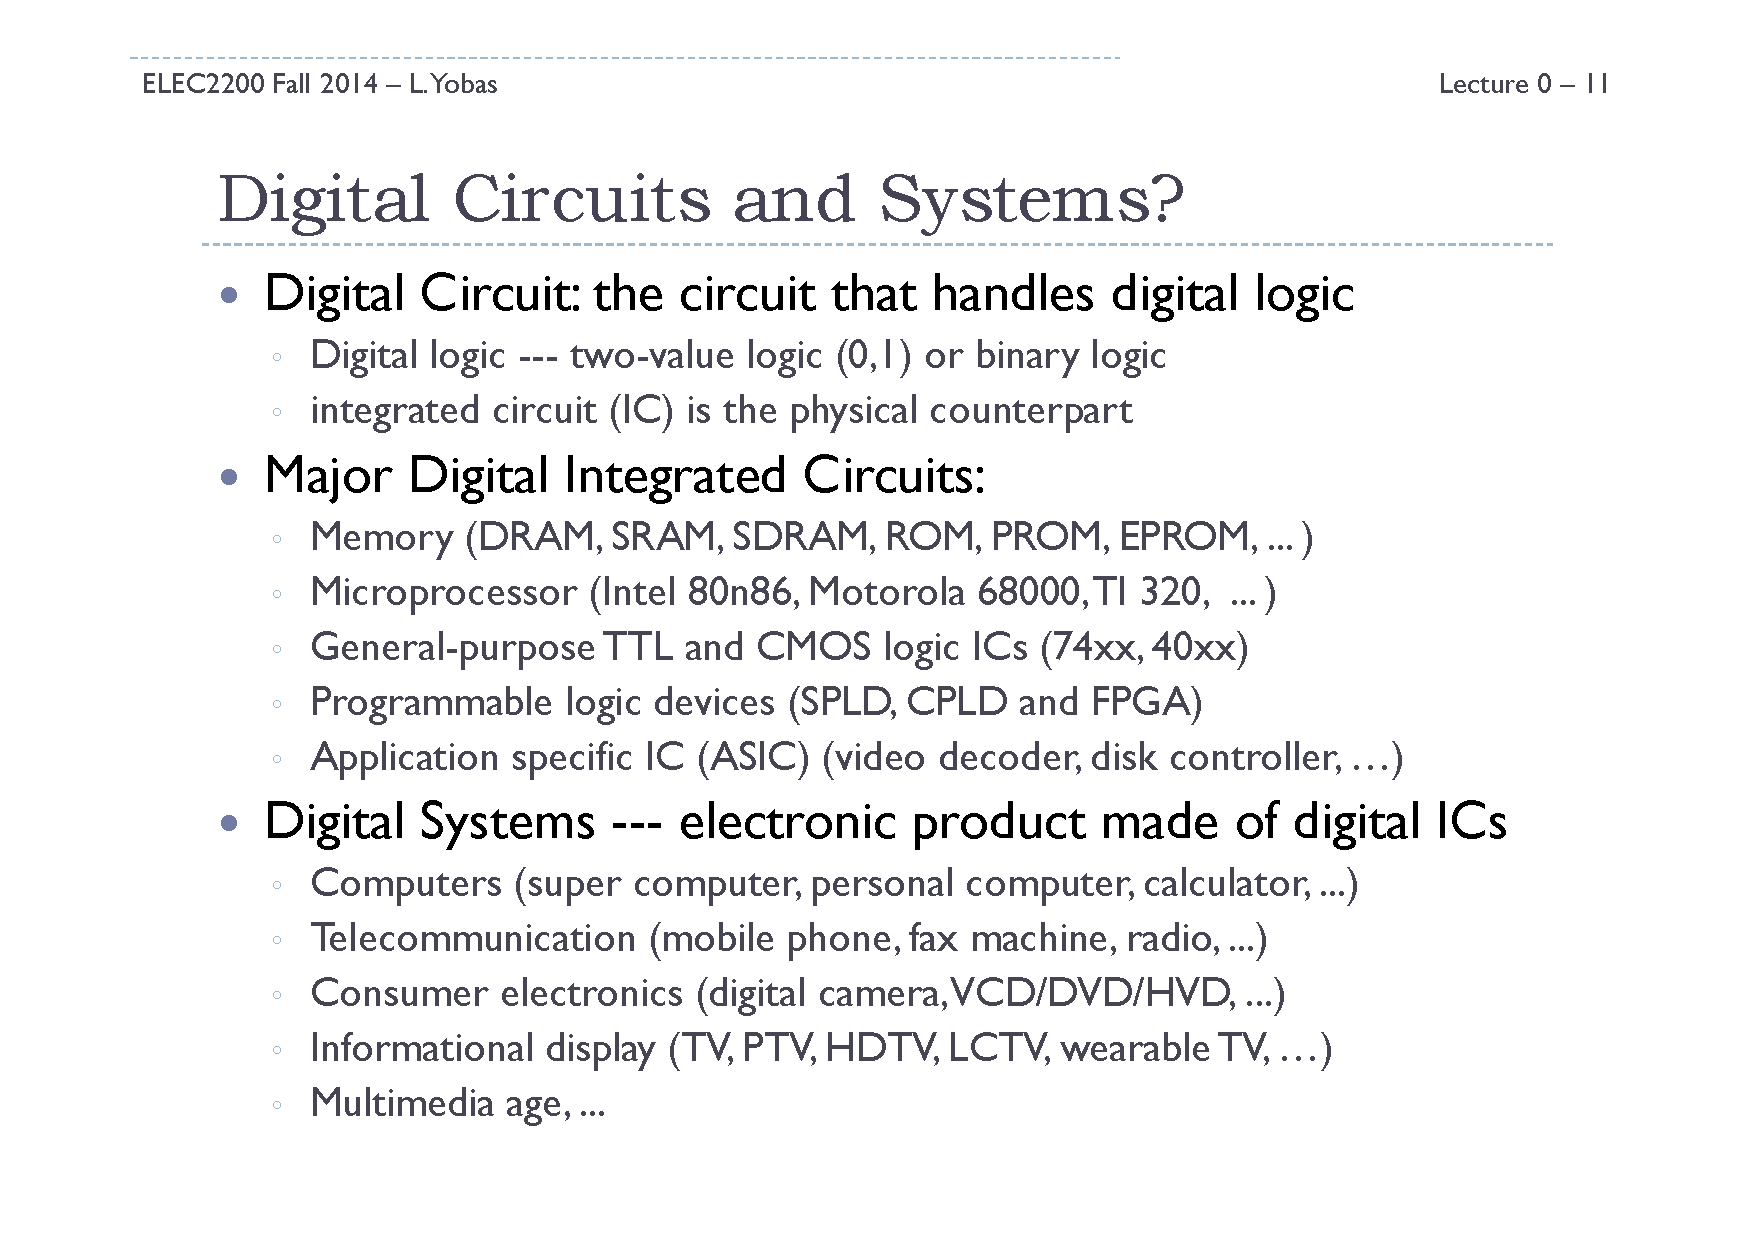 ELEC2200 Fall 2014 – L. Yobas
Lecture 0 – 11
Digital Circuits and Systems?
• Digital Circuit: the circuit that handles digital logic
◦ Digital logic --- two-value logic (0,1) or binary logic
◦ integrated circuit (IC) is the physical counterpart
• Major Digital Integrated Circuits:
◦ Memory (DRAM, SRAM, SDRAM, ROM, PROM, EPROM, ... )
◦ Microprocessor (Intel 80n86, Motorola 68000, TI 320, ... )
◦ General-purpose TTL and CMOS logic ICs (74xx, 40xx)
◦ Programmable logic devices (SPLD, CPLD and FPGA)
◦ Application specific IC (ASIC) (video decoder, disk controller, …)
• Digital Systems --- electronic product made of digital ICs
◦ Computers (super computer, personal computer, calculator, ...)
◦ Telecommunication (mobile phone, fax machine, radio, ...)
◦ Consumer electronics (digital camera, VCD/DVD/HVD, ...)
◦ Informational display (TV, PTV, HDTV, LCTV, wearable TV, …)
◦ Multimedia age, ...